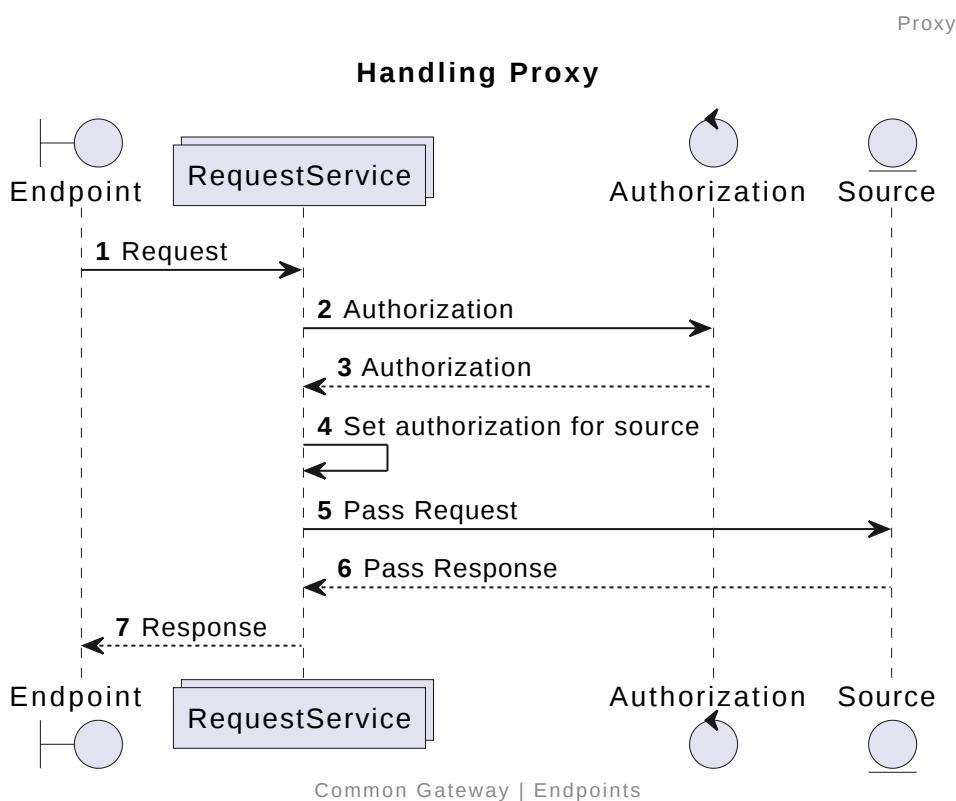 Proxy
Handling Proxy
Endpoint
RequestService
Authorization
Source
1 Request
2 Authorization
3 Authorization
4 Set authorization for source
5 Pass Request
6 Pass Response
7 Response
Endpoint
RequestService
Authorization
Source
Common Gateway | Endpoints